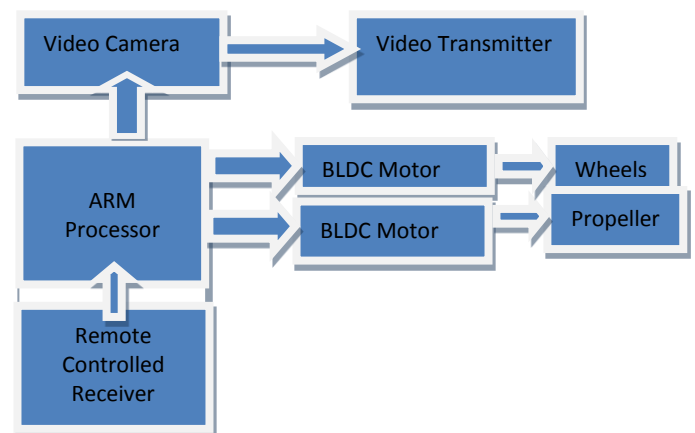 Video Camera
Video Transmitter
ARM
Processor
BLDC Motor
Wheels
BLDC Motor
Propeller
Remote
Controlled
Receiver